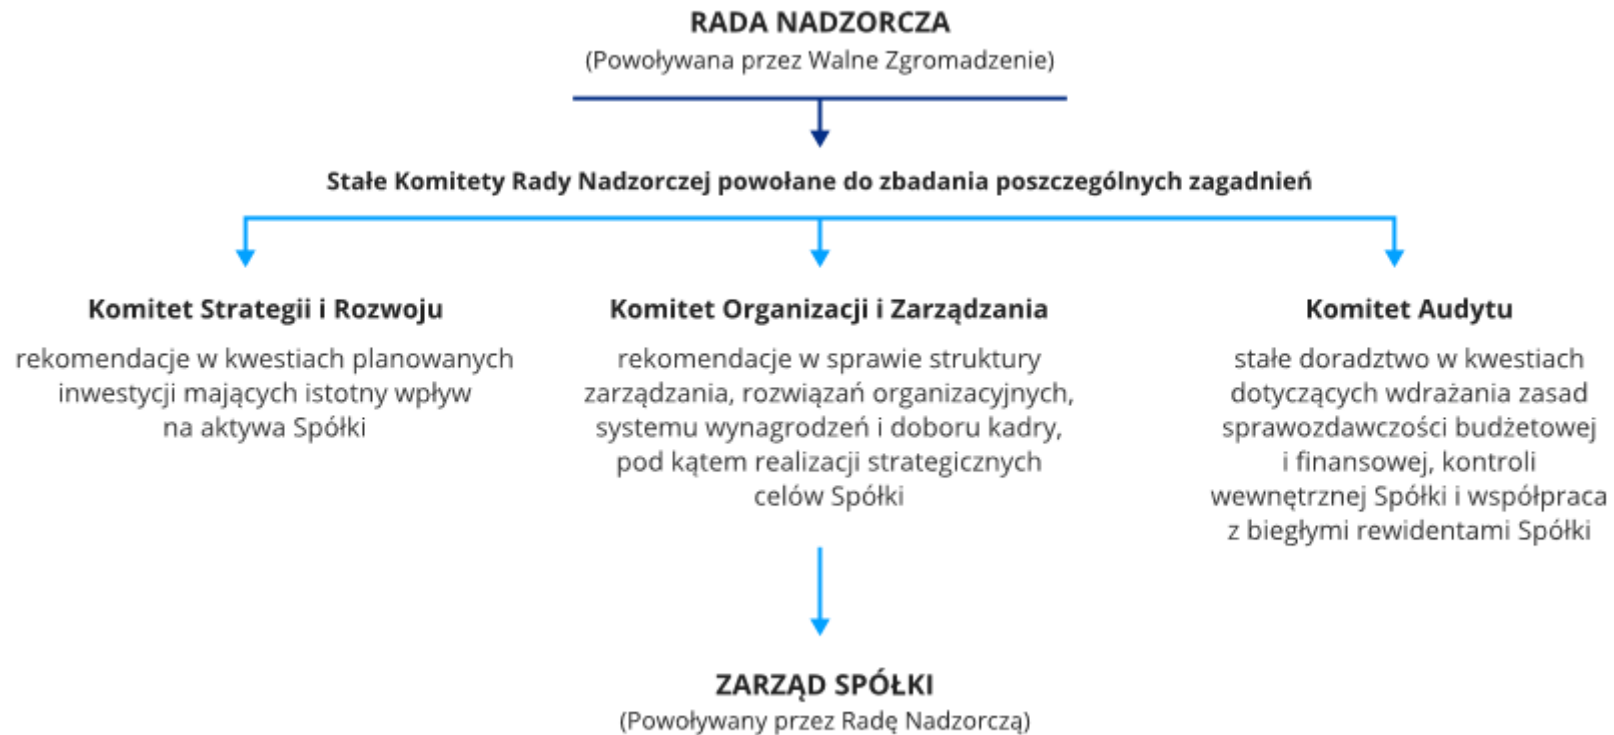 RADA NADZORCZA
(Powoływana przez Walne Zgromadzenie)
Stałe Komitety Rady Nadzorczej powołane do zbadania poszczególnych zagadnień
Komitet Strategii i Rozwoju
rekomendacje w kwestiach planowanych
inwestycji mających istotny wpływ
na aktywa Spółki
Komitet Organizacji i Zarządzania
rekomendacje w sprawie struktury
zarządzania, rozwiązań organizacyjnych,
systemu wynagrodzeń i doboru kadry,
pod kątem realizacji strategicznych
celów Spółki
Komitet Audytu
stałe doradztwo w kwestiach
dotyczących wdrażania zasad
sprawozdawczości budżetowej
i finansowej, kontroli
wewnętrznej Spółki i współpraca
z biegłymi rewidentami Spółki
ZARZĄD SPÓŁKI
(Powoływany przez Radę Nadzorczą)